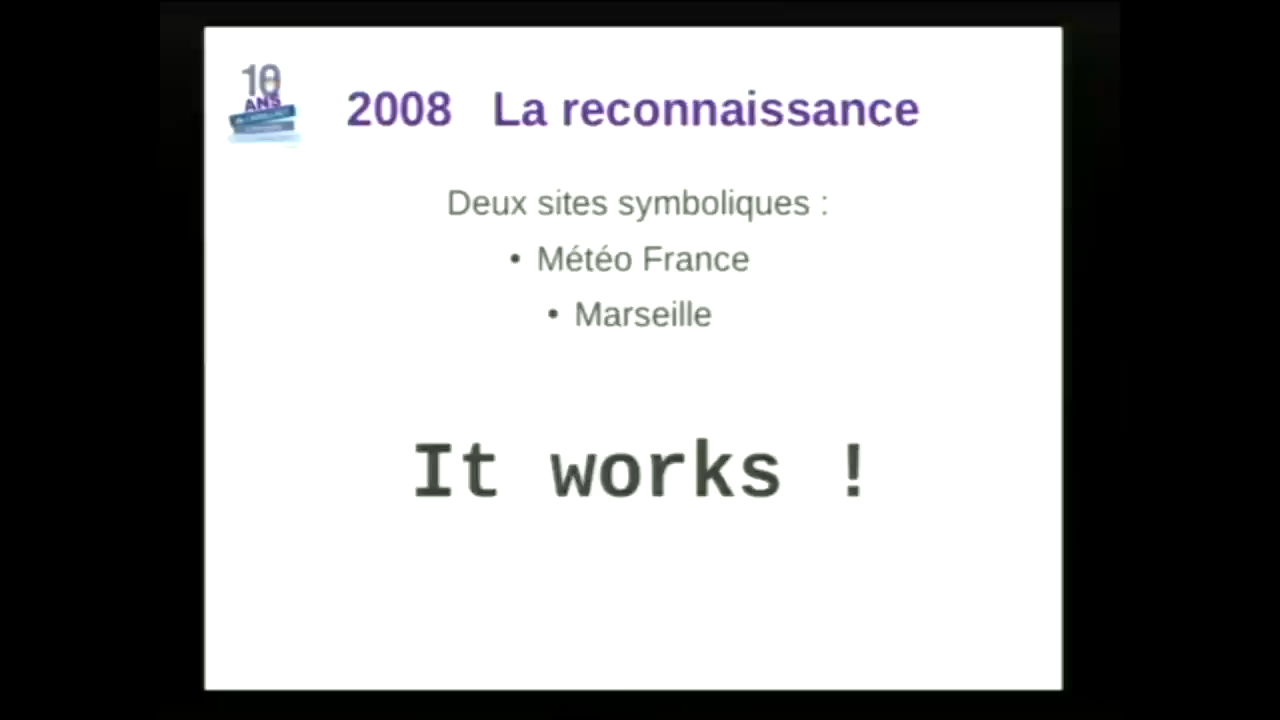 10
ANS
2008 La reconnaissance
Deux sites symboliques :
• Météo France
• Marseille
It works !